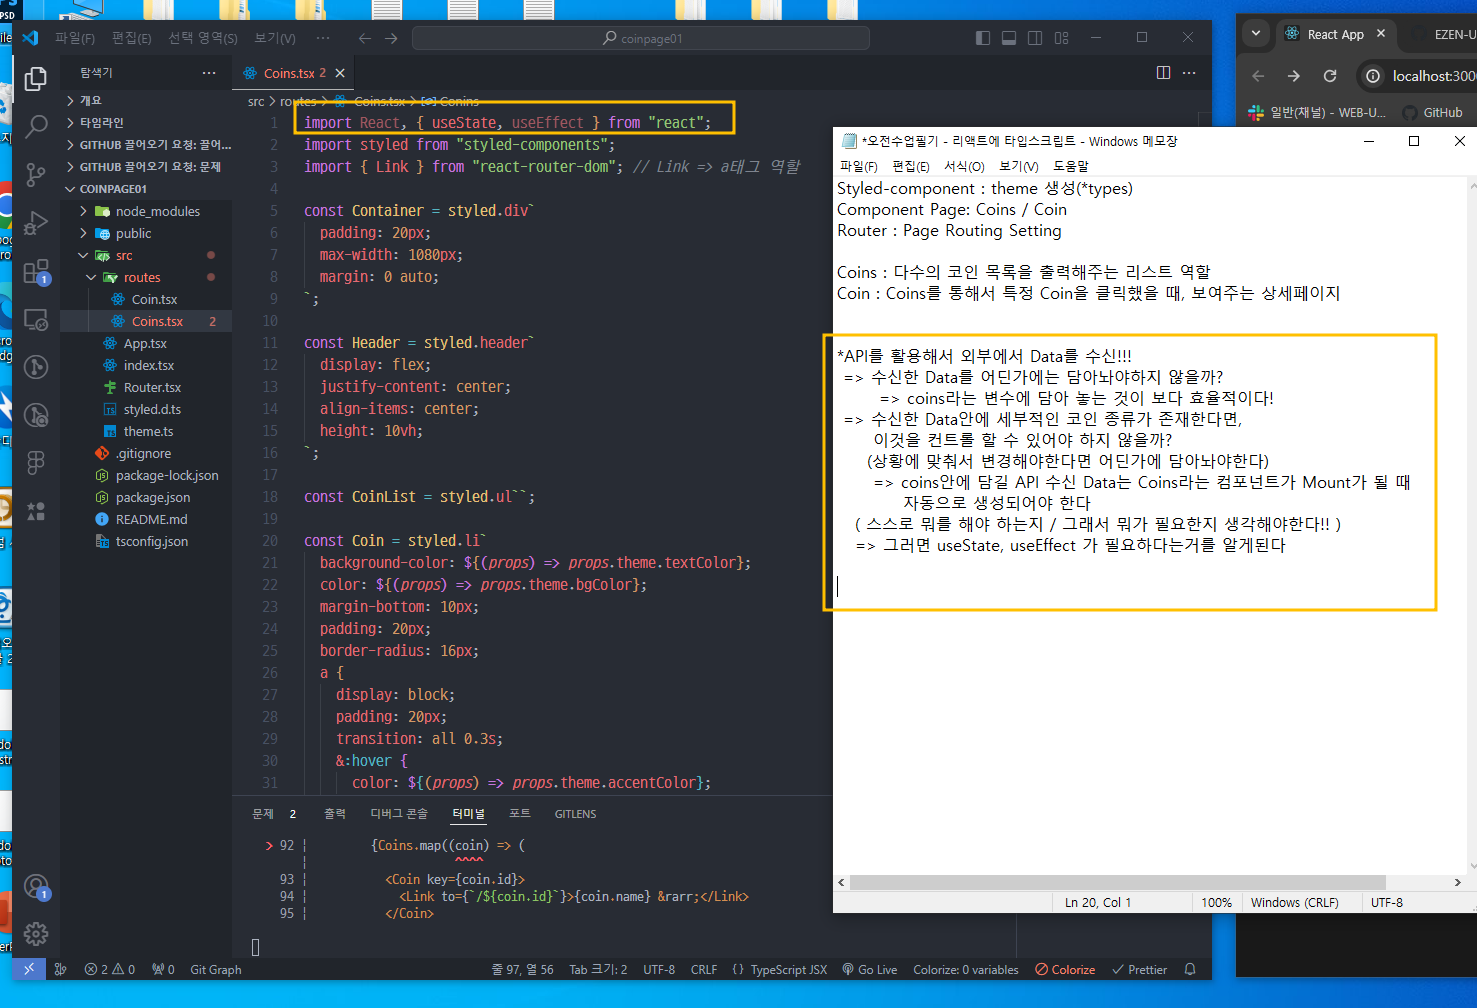 파일(F) 편집(E) 선택 영역(S) 보기(V) ··· coinpage01
탐색기 ···
개요
타임라인
GITHUB 끌어오기 요청: 끌어...
GITHUB 끌어오기 요청: 문제
COINPAGE01
node_modules
public
src
routes
Coin.tsx
Coins.tsx 2
App.tsx
index.tsx
Router.tsx
styled.d.ts
theme.ts
.gitignore
package-lock.json
package.json
README.md
tsconfig.json
Coins.tsx 2
src > routes > Coins.tsx > Conins
1 import React, { useState, useEffect } from "react";
2 import styled from "styled-components";
3 import { Link } from "react-router-dom"; // Link => a태그 역할
4
5 const Container = styled.div`
6 padding: 20px;
7 max-width: 1080px;
8 margin: 0 auto;
9 `;
10
11 const Header = styled.header`
12 display: flex;
13 justify-content: center;
14 align-items: center;
15 height: 10vh;
16 `;
17
18 const CoinList = styled.ul``;
19
20 const Coin = styled.li`
21 background-color: ${(props) => props.theme.textColor};
22 color: ${(props) => props.theme.bgColor};
23 margin-bottom: 10px;
24 padding: 20px;
25 border-radius: 16px;
26 a {
27 display: block;
28 padding: 20px;
29 transition: all 0.3s;
30 &:hover {
31 color: ${(props) => props.theme.accentColor};
문제 2 출력 디버그 콘솔 터미널 포트 GITLENS
> 92 ¦ {Coins.map((coin) => (
¦ ^^^^
93 ¦ <Coin key={coin.id}>
94 ¦ <Link to={`/${coin.id}`}>{coin.name} &rarr;</Link>
95 ¦ </Coin>
2 0 0 Git Graph 줄 97, 열 56 Tab 크기: 2 UTF-8 CRLF {} TypeScript JSX Go Live Colorize: 0 variables Colorize Prettier
React App EZEN-U
localhost:3000
일반(채널) - WEB-U... GitHub
*오전수업필기 - 리액트에 타입스크립트 - Windows 메모장
파일(F) 편집(E) 서식(O) 보기(V) 도움말
Styled-component : theme 생성(*types)
Component Page: Coins / Coin
Router : Page Routing Setting
Coins : 다수의 코인 목록을 출력해주는 리스트 역할
Coin : Coins를 통해서 특정 Coin을 클릭했을 때, 보여주는 상세페이지
*API를 활용해서 외부에서 Data를 수신!!!
=> 수신한 Data를 어딘가에는 담아놔야하지 않을까?
=> coins라는 변수에 담아 놓는 것이 보다 효율적이다!
=> 수신한 Data안에 세부적인 코인 종류가 존재한다면,
이것을 컨트롤 할 수 있어야 하지 않을까?
(상황에 맞춰서 변경해야한다면 어딘가에 담아놔야한다)
=> coins안에 담길 API 수신 Data는 Coins라는 컴포넌트가 Mount가 될 때
자동으로 생성되어야 한다
( 스스로 뭐를 해야 하는지 / 그래서 뭐가 필요한지 생각해야한다!! )
=> 그러면 useState, useEffect 가 필요하다는거를 알게된다
Ln 20, Col 1 100% Windows (CRLF) UTF-8